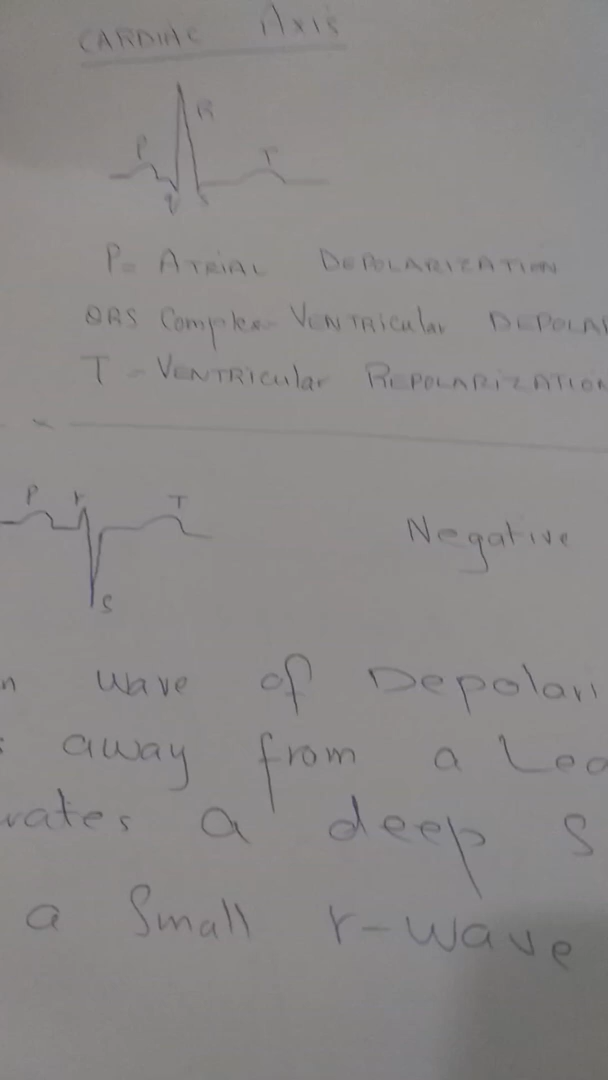 CARDIAC Axis
R
P
T
q
s
P- ATRIAL DEPOLARIZATION
QRS Complex- VENTRICular DEPOLA
T - VENTRICular REPOLARIZATION
P r T
Negative
S
n wave of Depolari
s away from a Lea
rates a deep S
a Small r-wave